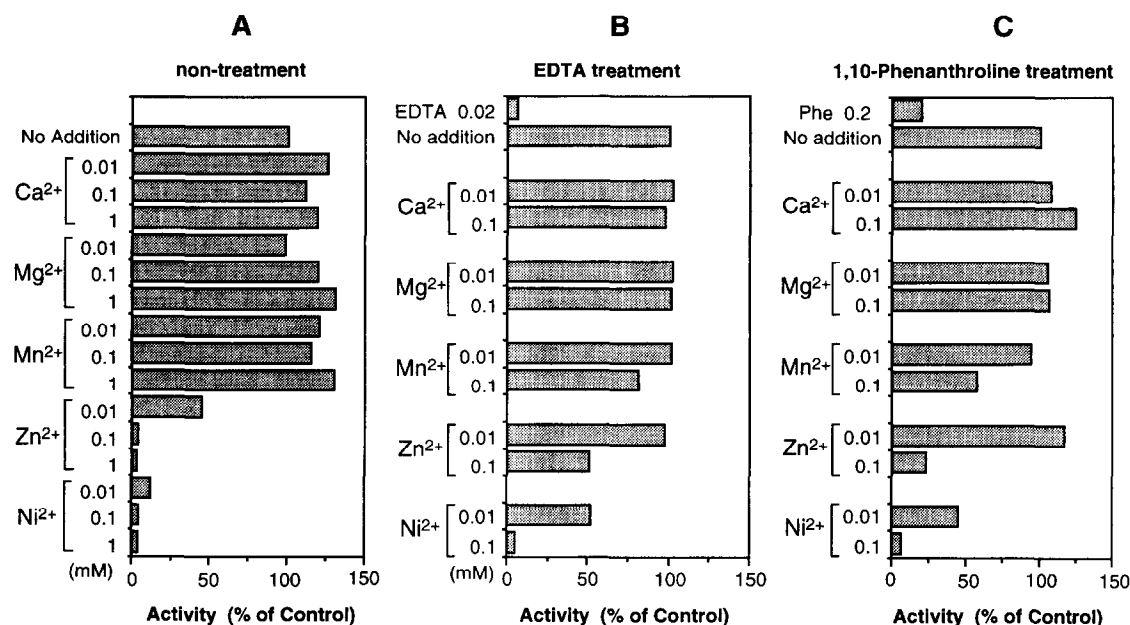 A
non-treatment
No Addition
Ca2+
0.01
0.1
1
Mg2+
0.01
0.1
1
Mn2+
0.01
0.1
1
Zn2+
0.01
0.1
1
Ni2+
0.01
0.1
1
(mM)
0 50 100 150
Activity (% of Control)
B
EDTA treatment
EDTA 0.02
No addition
Ca2+
0.01
0.1
Mg2+
0.01
0.1
Mn2+
0.01
0.1
Zn2+
0.01
0.1
Ni2+
0.01
0.1
(mM)
0 50 100 150
Activity (% of Control)
C
1,10-Phenanthroline treatment
Phe 0.2
No addition
Ca2+
0.01
0.1
Mg2+
0.01
0.1
Mn2+
0.01
0.1
Zn2+
0.01
0.1
Ni2+
0.01
0.1
0 50 100 150
Activity (% of Control)